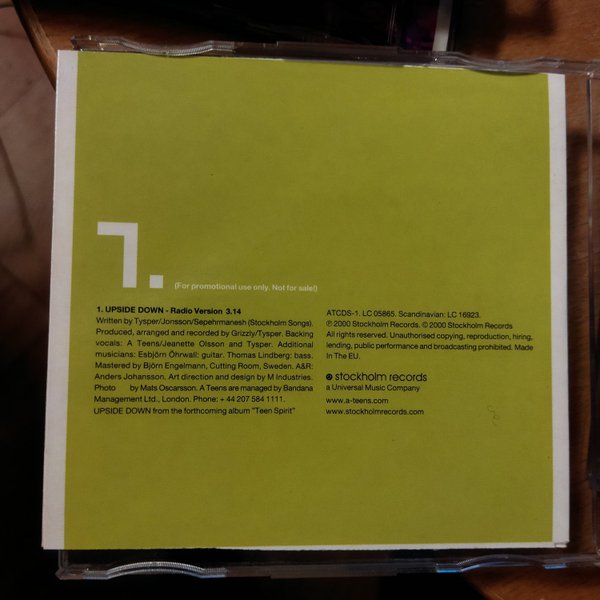 1.
(For promotional use only. Not for sale!)
1. UPSIDE DOWN - Radio Version 3.14
Written by Tysper/Jonsson/Sepehrmanesh (Stockholm Songs).
Produced, arranged and recorded by Grizzly/Tysper. Backing
vocals: A Teens/Jeanette Olsson and Tysper. Additional
musicians: Esbjörn Öhrwall: guitar. Thomas Lindberg: bass.
Mastered by Björn Engelmann, Cutting Room, Sweden. A&R:
Anders Johansson. Art direction and design by M Industries.
Photo by Mats Oscarsson. A Teens are managed by Bandana
Management Ltd., London. Phone: + 44 207 584 1111.
UPSIDE DOWN from the forthcoming album "Teen Spirit"
ATCDS-1. LC 05865. Scandinavian: LC 16923.
℗ 2000 Stockholm Records. © 2000 Stockholm Records
All rights reserved. Unauthorised copying, reproduction, hiring,
lending, public performance and broadcasting prohibited. Made
In The EU.
stockholm records
a Universal Music Company
www.a-teens.com
www.stockholmrecords.com